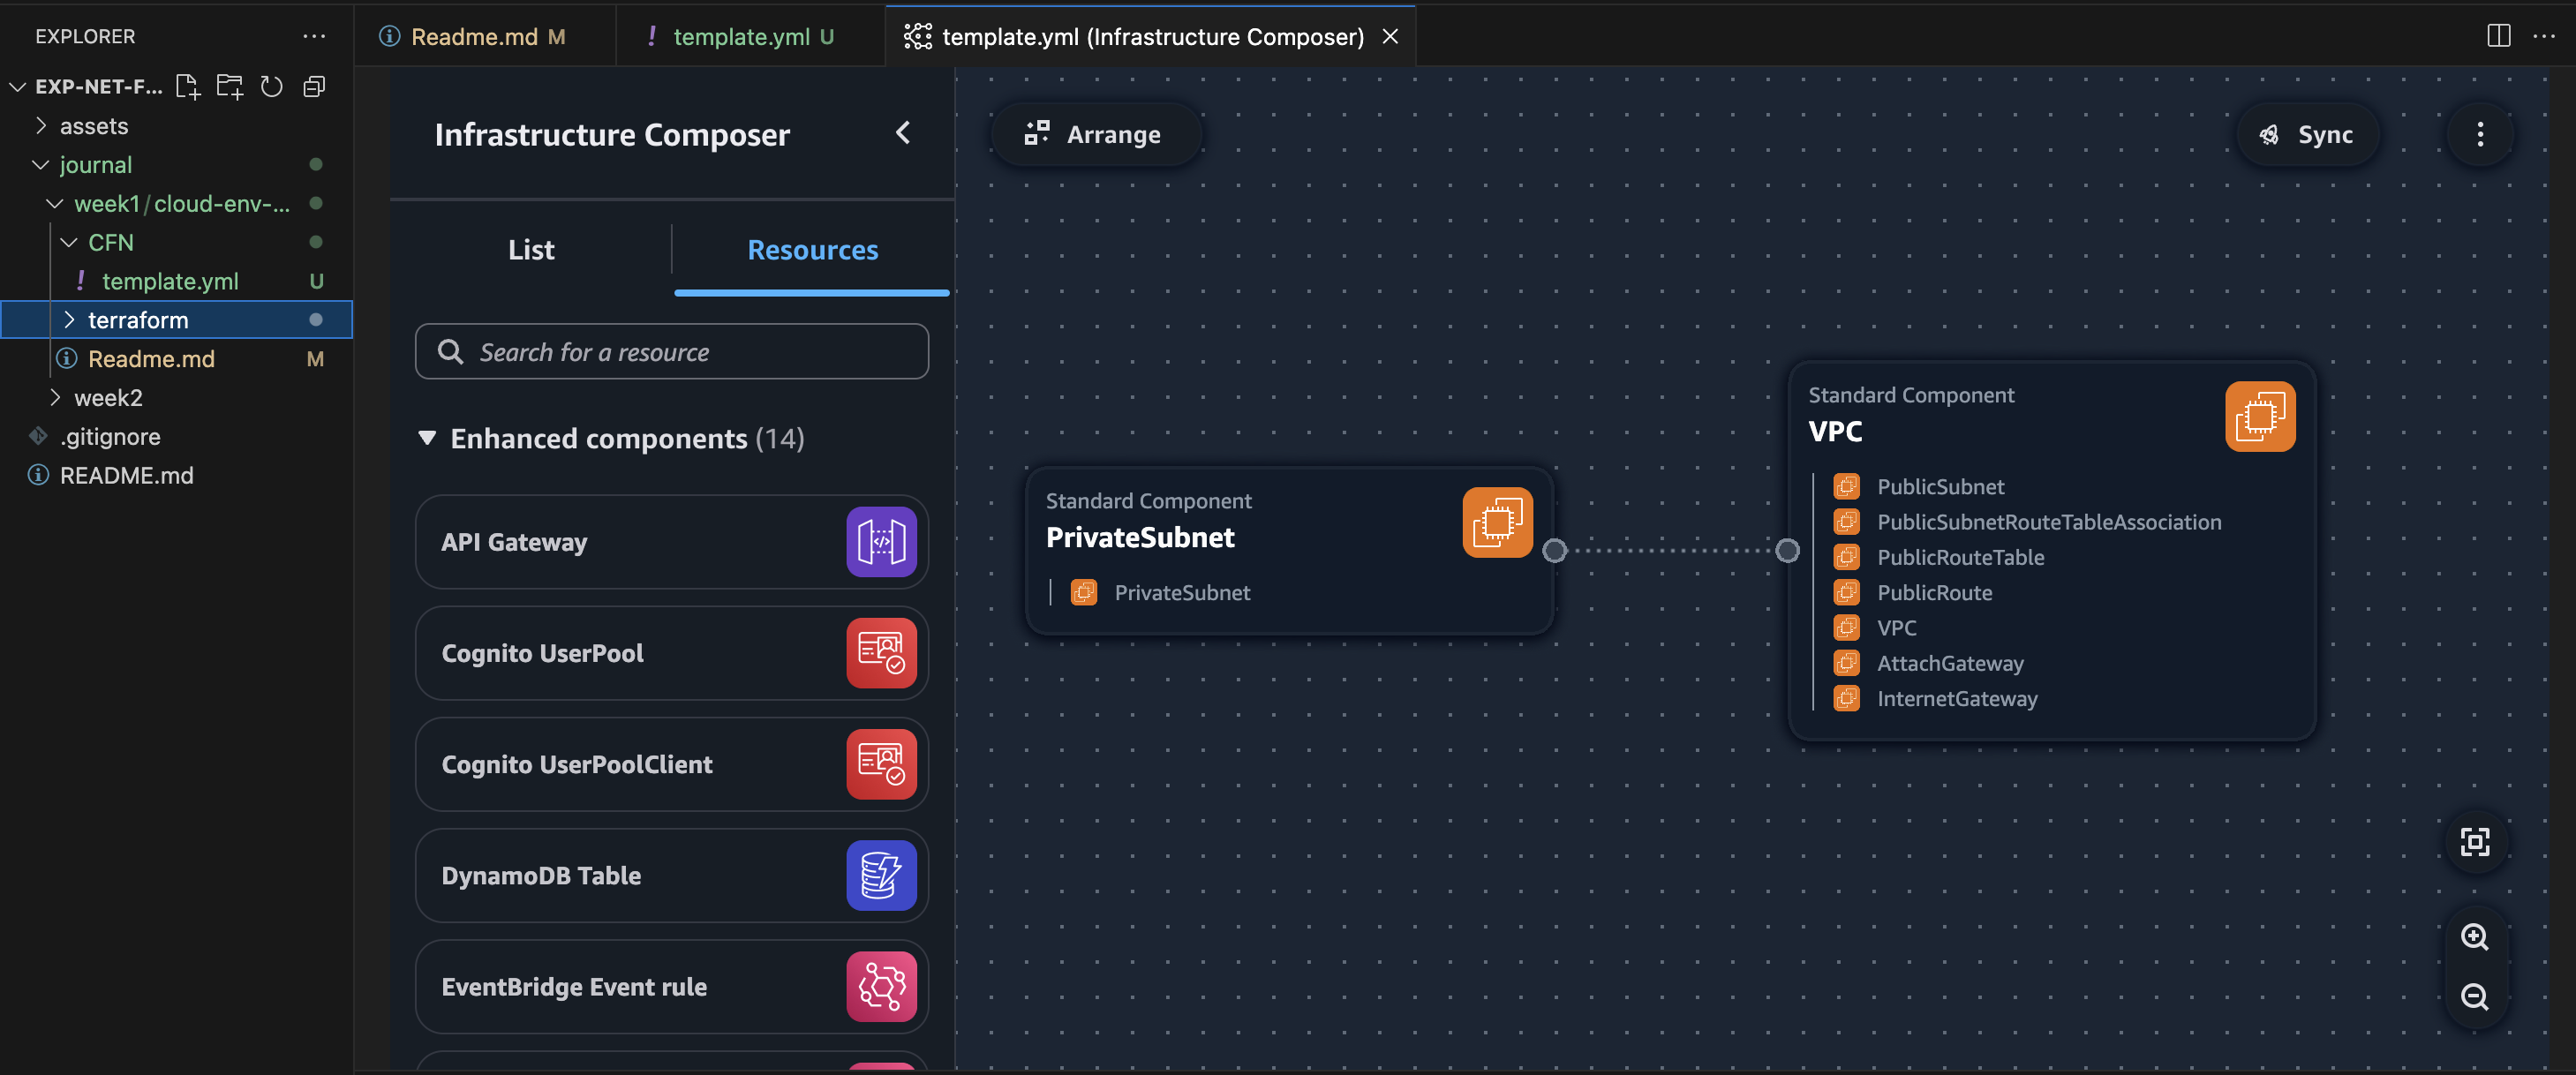 EXPLORER
EXP-NET-F...
assets
journal
week1/cloud-env-...
CFN
! template.yml U
terraform
Readme.md M
week2
.gitignore
README.md
Readme.md M
! template.yml U
template.yml (Infrastructure Composer)
Infrastructure Composer
List
Resources
Search for a resource
Enhanced components (14)
API Gateway
Cognito UserPool
Cognito UserPoolClient
DynamoDB Table
EventBridge Event rule
Arrange
Sync
Standard Component
PrivateSubnet
PrivateSubnet
Standard Component
VPC
PublicSubnet
PublicSubnetRouteTableAssociation
PublicRouteTable
PublicRoute
VPC
AttachGateway
InternetGateway